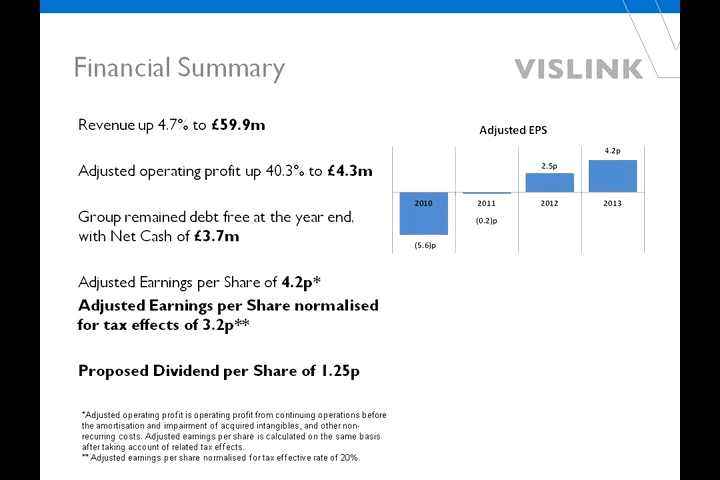 Financial Summary
VISLINK
Revenue up 4.7% to £59.9m
Adjusted operating profit up 40.3% to £4.3m
Group remained debt free at the year end,
with Net Cash of £3.7m
Adjusted Earnings per Share of 4.2p*
Adjusted Earnings per Share normalised
for tax effects of 3.2p**
Proposed Dividend per Share of 1.25p
Adjusted EPS
4.2p
2.5p
2010 2011 2012 2013
(0.2)p
(5.6)p
*Adjusted operating profit is operating profit from continuing operations before
the amortisation and impairment of acquired intangibles, and other non-
recurring costs. Adjusted earnings per share is calculated on the same basis
after taking account of related tax effects.
** Adjusted earnings per share normalised for tax effective rate of 20%.